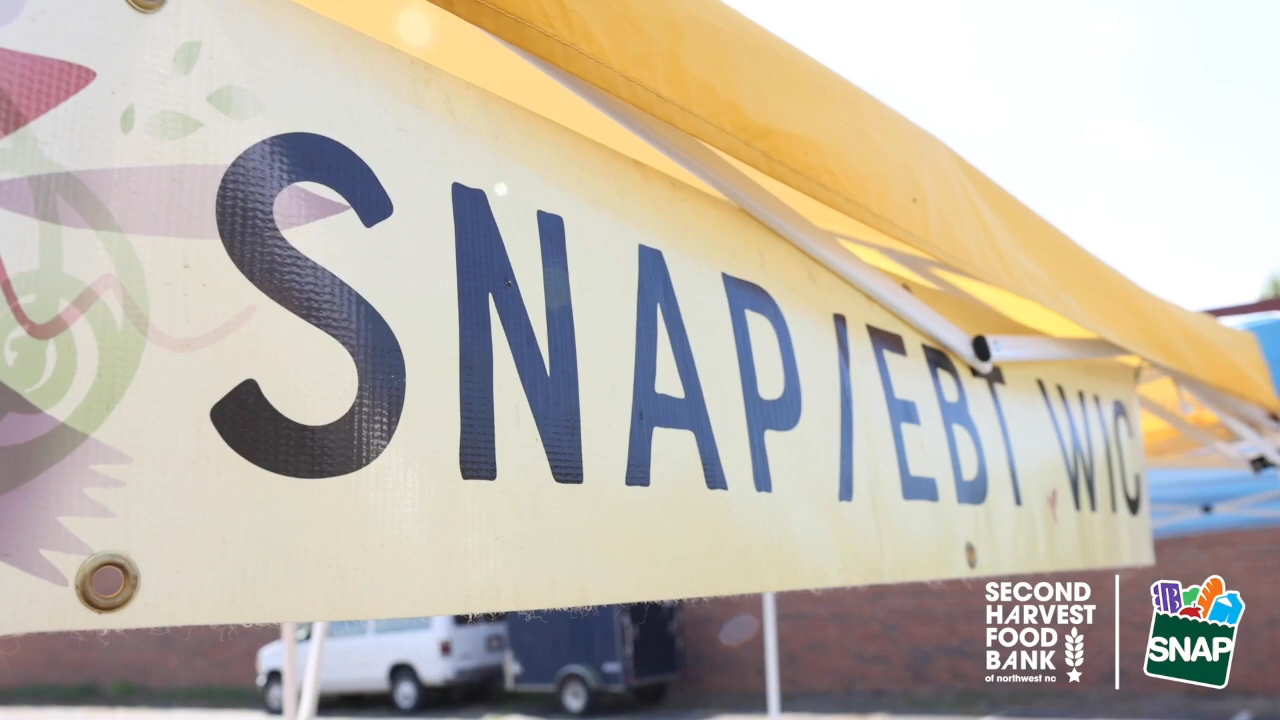 SNAP/EBT WIC
SECOND
HARVEST
FOOD
BANK
of northwest nc
SNAP